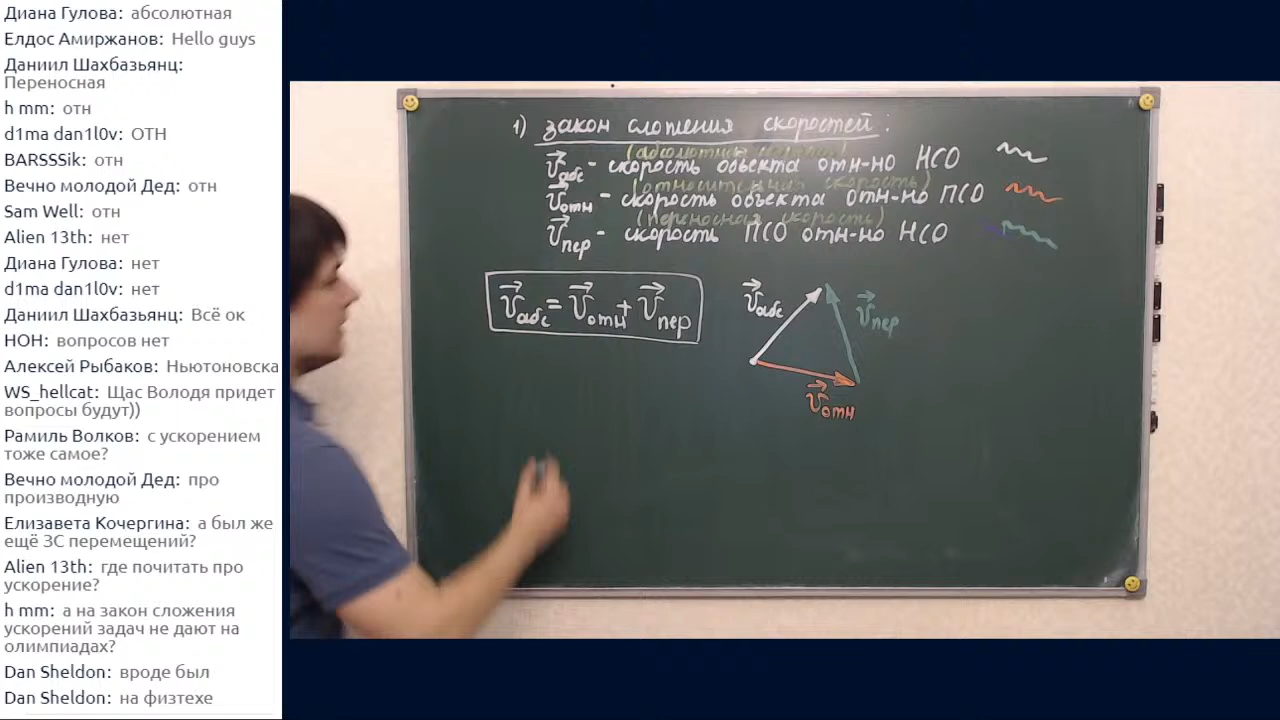 Диана Гулова: абсолютная
Елдос Амиржанов: Hello guys
Даниил Шахбазьянц:
Переносная
h mm: отн
d1ma dan1l0v: ОТН
BARSSSik: отн
Вечно молодой Дед: отн
Sam Well: отн
Alien 13th: нет
Диана Гулова: нет
d1ma dan1l0v: нет
Даниил Шахбазьянц: Всё ок
НОН: вопросов нет
Алексей Рыбаков: Ньютоновска
WS_hellcat: Щас Володя придет
вопросы будут))
Рамиль Волков: с ускорением
тоже самое?
Вечно молодой Дед: про
производную
Елизавета Кочергина: а был же
ещё ЗС перемещений?
Alien 13th: где почитать про
ускорение?
h mm: а на закон сложения
ускорений задач не дают на
олимпиадах?
Dan Sheldon: вроде был
Dan Sheldon: на физтехе
1) закон сложения скоростей:
(абсолютная скорость)
v⃗абс - скорость объекта отн-но НСО
(относительная скорость)
v⃗отн - скорость объекта отн-но ПСО
(переносная скорость)
v⃗пер - скорость ПСО отн-но НСО
v⃗абс = v⃗отн + v⃗пер
v⃗абс
v⃗пер
v⃗отн